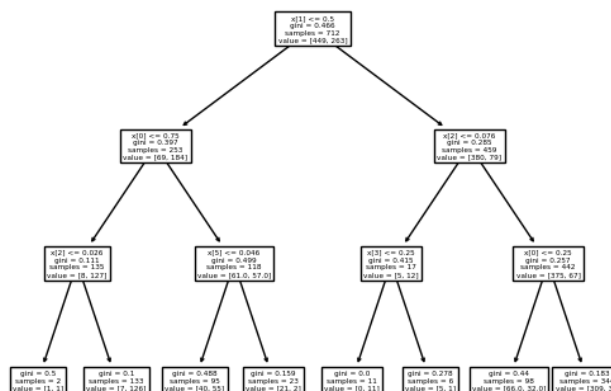 x[1] <= 0.5
gini = 0.466
samples = 712
value = [449, 263]
x[0] <= 0.75
gini = 0.397
samples = 253
value = [69, 184]
x[2] <= 0.076
gini = 0.285
samples = 459
value = [380, 79]
x[2] <= 0.026
gini = 0.111
samples = 135
value = [8, 127]
x[5] <= 0.046
gini = 0.499
samples = 118
value = [61.0, 57.0]
x[3] <= 0.25
gini = 0.415
samples = 17
value = [5, 12]
x[0] <= 0.25
gini = 0.257
samples = 442
value = [375, 67]
gini = 0.5
samples = 2
value = [1, 1]
gini = 0.1
samples = 133
value = [7, 126]
gini = 0.488
samples = 95
value = [40, 55]
gini = 0.159
samples = 23
value = [21, 2]
gini = 0.0
samples = 11
value = [0, 11]
gini = 0.278
samples = 6
value = [5, 1]
gini = 0.44
samples = 98
value = [66.0, 32.0]
gini = 0.183
samples = 34
value = [309, 3